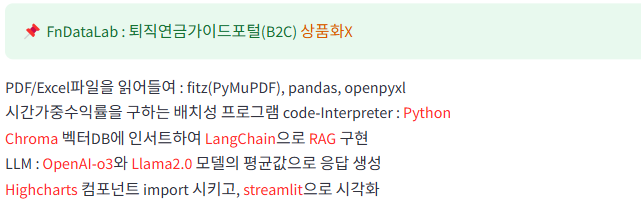 📌 FnDataLab : 퇴직연금가이드포털(B2C) 상품화X
PDF/Excel파일을 읽어들여 : fitz(PyMuPDF), pandas, openpyxl
시간가중수익률을 구하는 배치성 프로그램 code-Interpreter : Python
Chroma 벡터DB에 인서트하여 LangChain으로 RAG 구현
LLM : OpenAI-o3와 Llama2.0 모델의 평균값으로 응답 생성
Highcharts 컴포넌트 import 시키고, streamlit으로 시각화